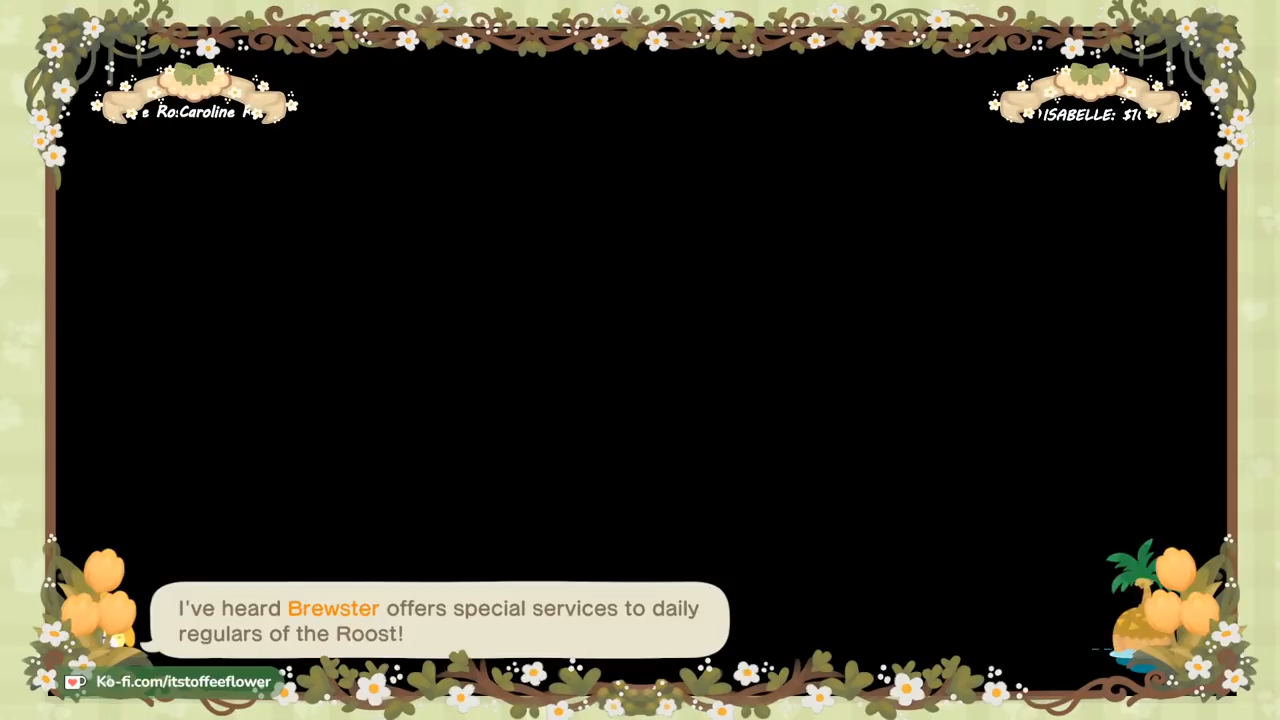 e Ro:Caroline
ISABELLE: $1
I've heard Brewster offers special services to daily
regulars of the Roost!
Ko-fi.com/itstoffeeflower